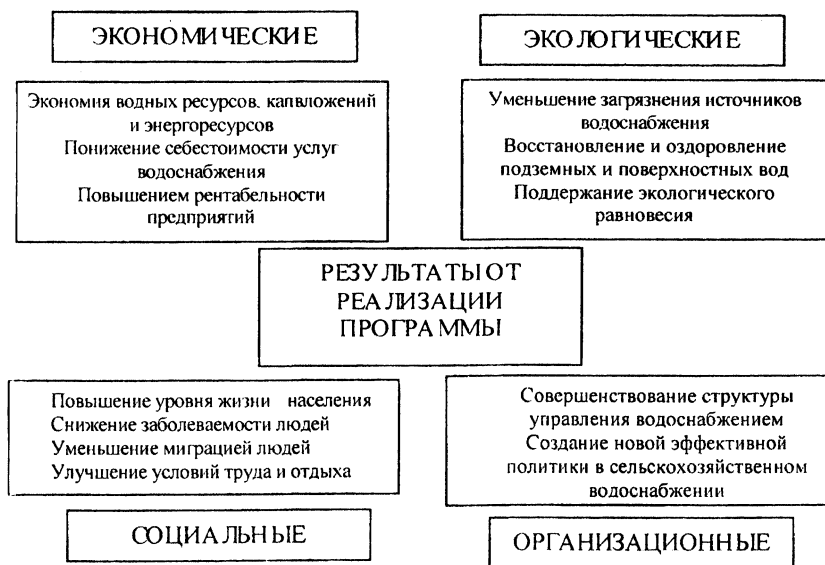 ЭКОНОМИЧЕСКИЕ
Экономия водных ресурсов, капвложений
и энергоресурсов
Понижение себестоимости услуг
водоснабжения
Повышением рентабельности
предприятий
ЭКОЛОГИЧЕСКИЕ
Уменьшение загрязнения источников
водоснабжения
Восстановление и оздоровление
подземных и поверхностных вод
Поддержание экологического
равновесия
РЕЗУЛЬТАТЫ ОТ
РЕАЛИЗАЦИИ
ПРОГРАММЫ
Повышение уровня жизни населения
Снижение заболеваемости людей
Уменьшение миграцией людей
Улучшение условий труда и отдыха
СОЦИАЛЬНЫЕ
Совершенствование структуры
управления водоснабжением
Создание новой эффективной
политики в сельскохозяйственном
водоснабжении
ОРГАНИЗАЦИОННЫЕ